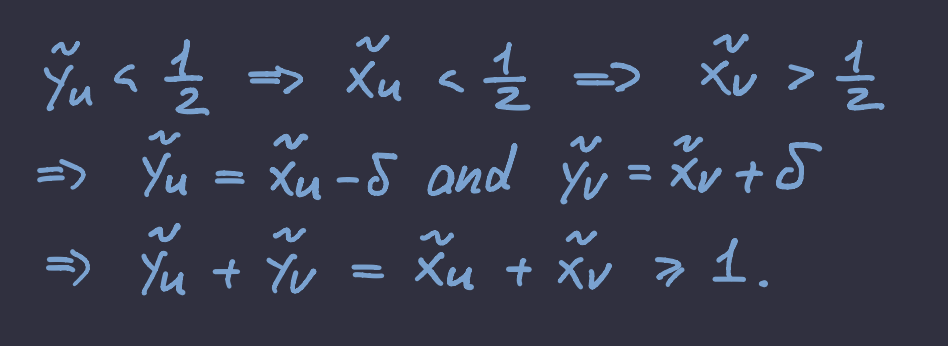 ỹᵤ < 1/2 ⇒ x̃ᵤ < 1/2 ⇒ x̃ᵥ > 1/2
⇒ ỹᵤ = x̃ᵤ - δ and ỹᵥ = x̃ᵥ + δ
⇒ ỹᵤ + ỹᵥ = x̃ᵤ + x̃ᵥ ⩾ 1.